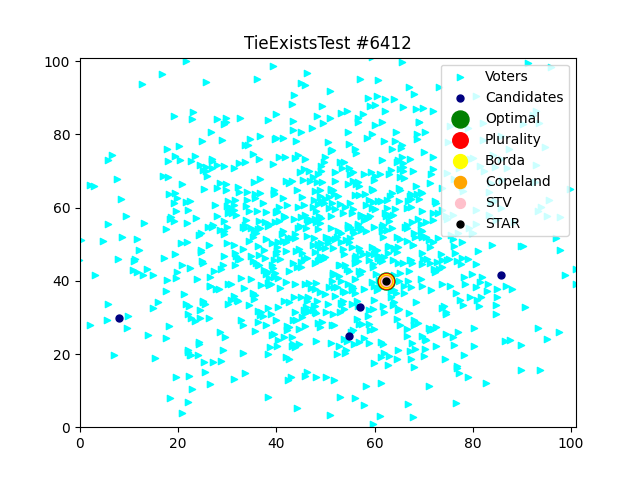 TieExistsTest #6412
100
80
60
40
20
0
0
20
40
60
80
100
Voters
Candidates
Optimal
Plurality
Borda
Copeland
STV
STAR